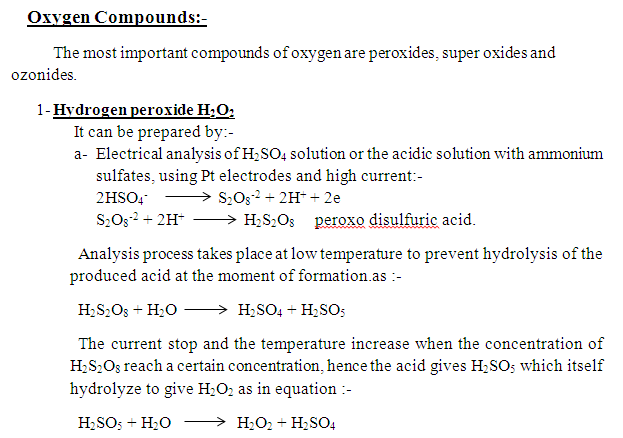 Oxygen Compounds:-
The most important compounds of oxygen are peroxides, super oxides and
ozonides.
1- Hydrogen peroxide H₂O₂
It can be prepared by:-
a- Electrical analysis of H₂SO₄ solution or the acidic solution with ammonium
sulfates, using Pt electrodes and high current:-
2HSO₄⁻ ⟶ S₂O₈⁻² + 2H⁺ + 2e
S₂O₈⁻² + 2H⁺ ⟶ H₂S₂O₈ peroxo disulfuric acid.
Analysis process takes place at low temperature to prevent hydrolysis of the
produced acid at the moment of formation.as :-
H₂S₂O₈ + H₂O ⟶ H₂SO₄ + H₂SO₅
The current stop and the temperature increase when the concentration of
H₂S₂O₈ reach a certain concentration, hence the acid gives H₂SO₅ which itself
hydrolyze to give H₂O₂ as in equation :-
H₂SO₅ + H₂O ⟶ H₂O₂ + H₂SO₄